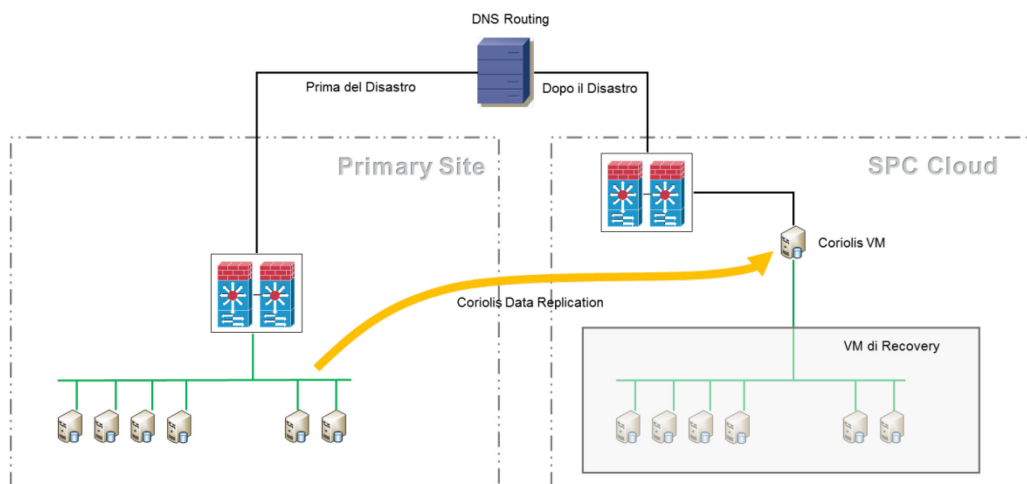 DNS Routing
Prima del Disastro
Dopo il Disastro
Primary Site
SPC Cloud
Coriolis VM
Coriolis Data Replication
VM di Recovery